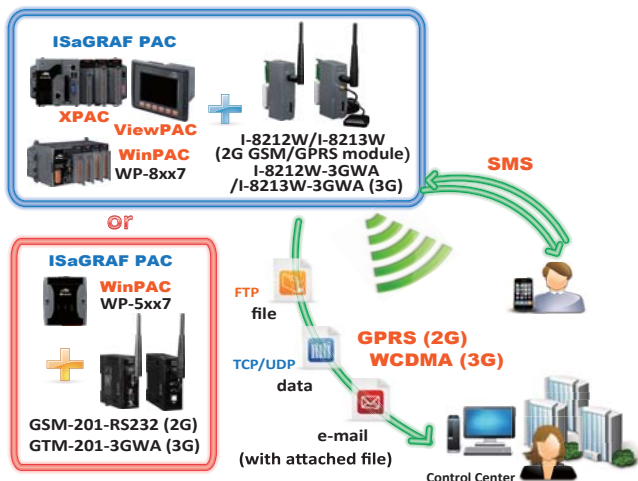 ISaGRAF PAC
XPAC
ViewPAC
WinPAC
WP-8xx7
I-8212W/I-8213W
(2G GSM/GPRS module)
I-8212W-3GWA
/I-8213W-3GWA (3G)
SMS
or
ISaGRAF PAC
WinPAC
WP-5xx7
GSM-201-RS232 (2G)
GTM-201-3GWA (3G)
FTP
file
GPRS (2G)
WCDMA (3G)
TCP/UDP
data
e-mail
(with attached file)
Control Center